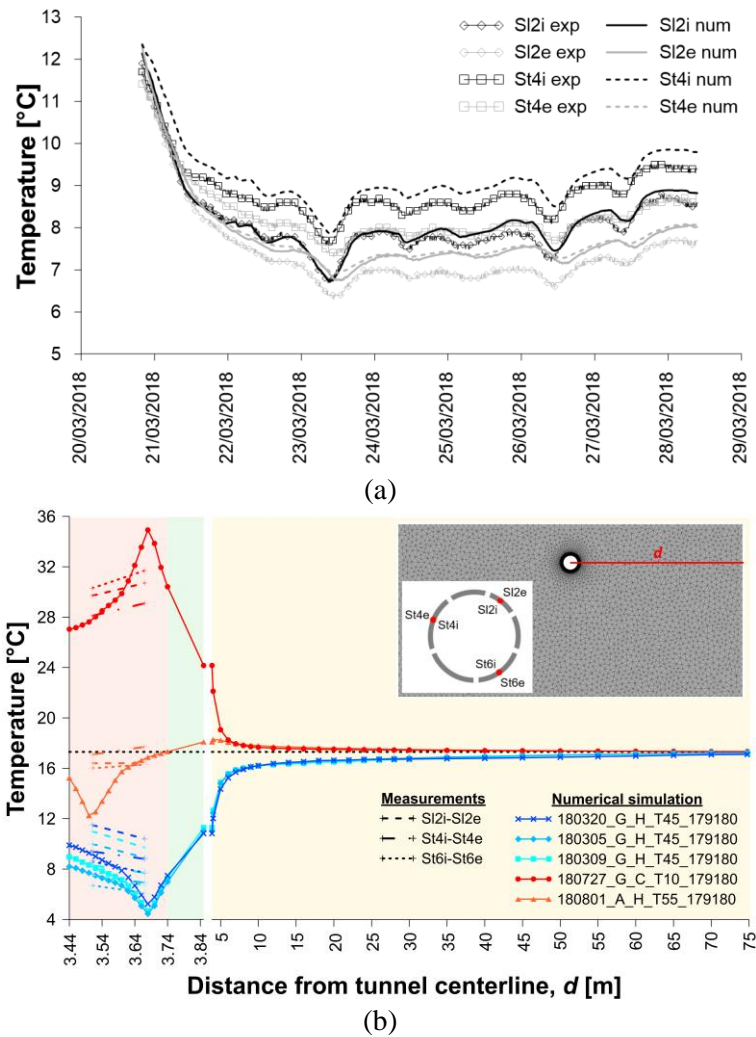 13
12
11
10
9
8
7
6
5
Temperature [°C]
Sl2i exp
Sl2e exp
St4i exp
St4e exp
Sl2i num
Sl2e num
St4i num
St4e num
20/03/2018
21/03/2018
22/03/2018
23/03/2018
24/03/2018
25/03/2018
26/03/2018
27/03/2018
28/03/2018
29/03/2018
(a)
36
32
28
24
20
16
12
8
4
Temperature [°C]
d
St4e
St4i
Sl2e
Sl2i
St6i
St6e
Measurements
Sl2i-Sl2e
St4i-St4e
St6i-St6e
Numerical simulation
180320_G_H_T45_179180
180305_G_H_T45_179180
180309_G_H_T45_179180
180727_G_C_T10_179180
180801_A_H_T55_179180
3.44
3.54
3.64
3.74
3.84
5
10
15
20
25
30
35
40
45
50
55
60
65
70
75
Distance from tunnel centerline, d [m]
(b)